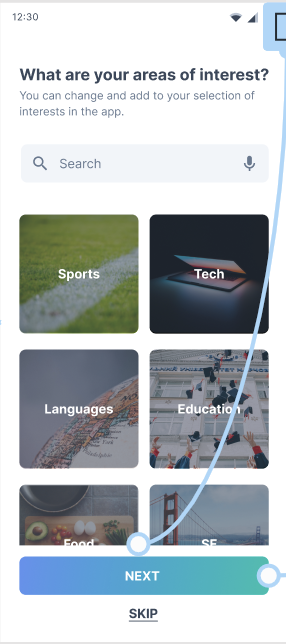 12:30
What are your areas of interest?
You can change and add to your selection of
interests in the app.
Search
Sports
Tech
Languages
Education
Food
SF
NEXT
SKIP